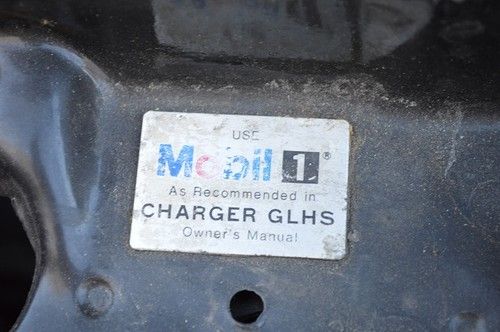 USE
Mobil 1®
As Recommended in
CHARGER GLHS
Owner's Manual